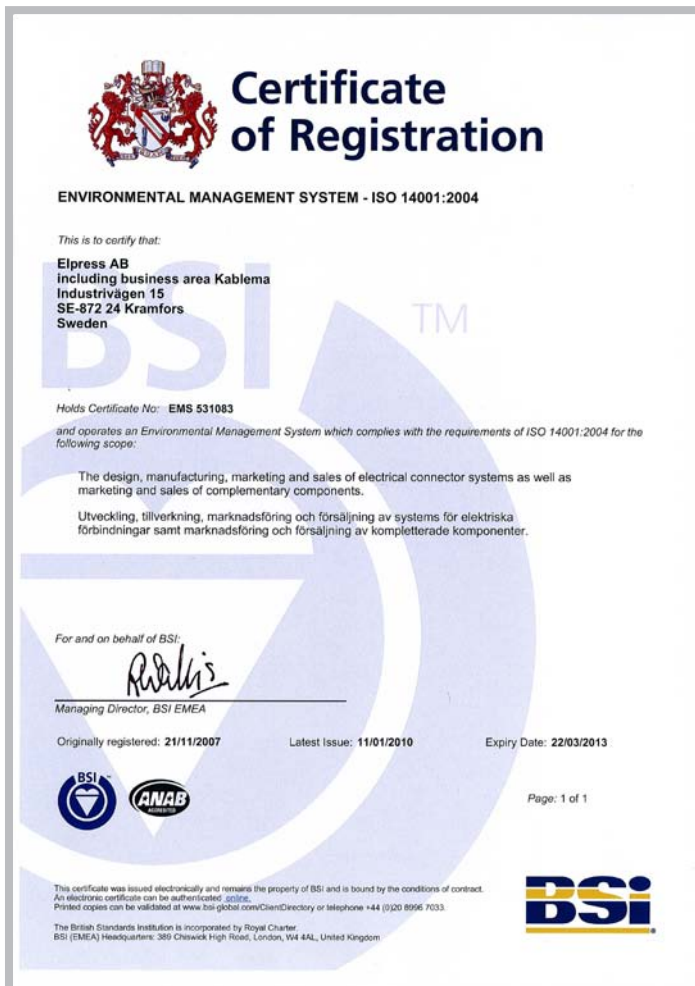 Certificate
of Registration
ENVIRONMENTAL MANAGEMENT SYSTEM - ISO 14001:2004
This is to certify that:
Elpress AB
including business area Kablema
Industrivägen 15
SE-872 24 Kramfors
Sweden
BSI
TM
Holds Certificate No: EMS 531083
and operates an Environmental Management System which complies with the requirements of ISO 14001:2004 for the
following scope:
The design, manufacturing, marketing and sales of electrical connector systems as well as
marketing and sales of complementary components.
Utveckling, tillverkning, marknadsföring och försäljning av systems för elektriska
förbindningar samt marknadsföring och försäljning av kompletterade komponenter.
For and on behalf of BSI:
Managing Director, BSI EMEA
Originally registered: 21/11/2007 Latest Issue: 11/01/2010 Expiry Date: 22/03/2013
BSI
ANAB
ACCREDITED
Page: 1 of 1
This certificate was issued electronically and remains the property of BSI and is bound by the conditions of contract.
An electronic certificate can be authenticated online.
Printed copies can be validated at www.bsi-global.com/ClientDirectory or telephone +44 (0)20 8996 7033.
The British Standards Institution is incorporated by Royal Charter.
BSI (EMEA) Headquarters: 389 Chiswick High Road, London, W4 4AL, United Kingdom
BSi